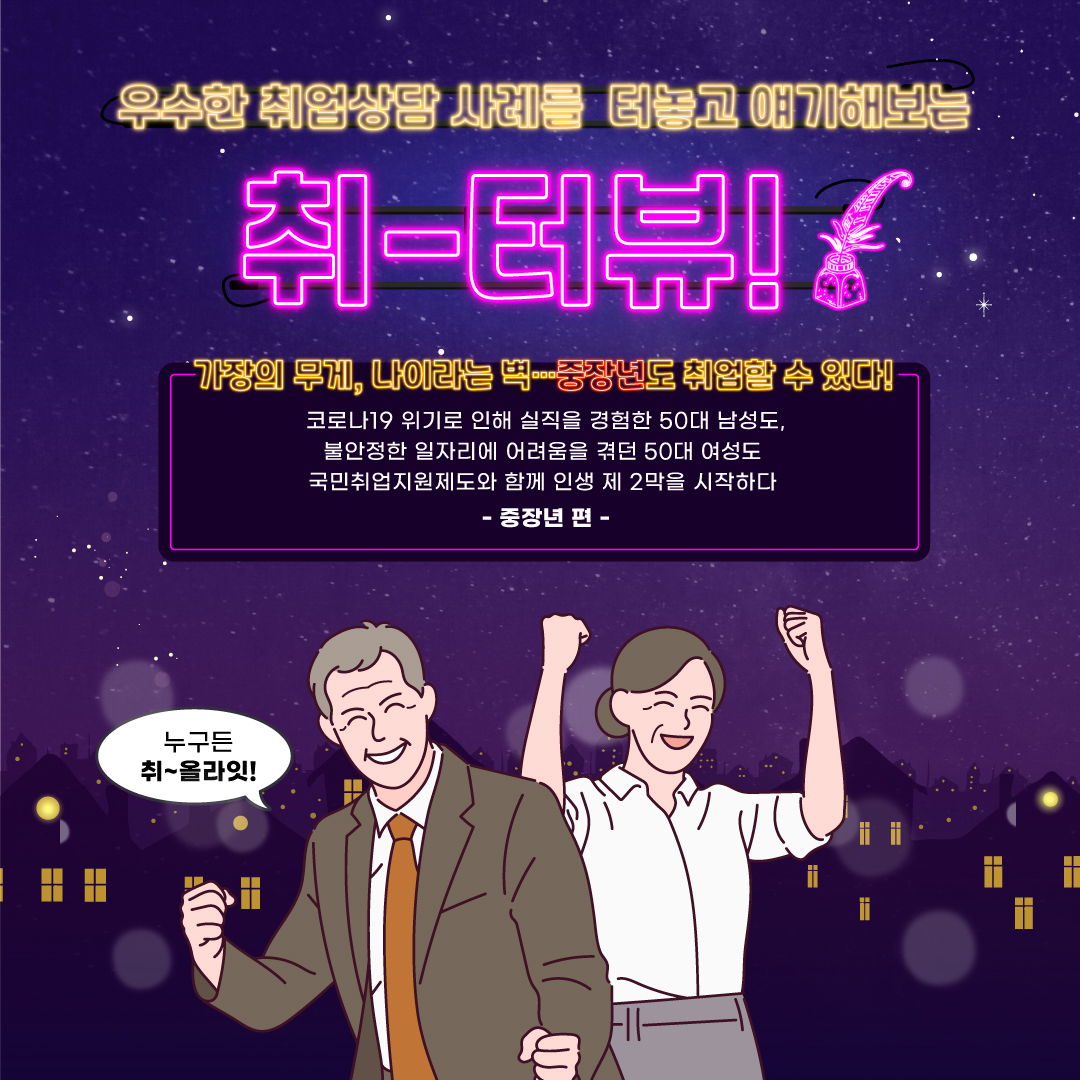 우수한 취업상담 사례를 터놓고 얘기해보는
취-터뷰!
가장의 무게, 나이라는 벽…중장년도 취업할 수 있다!
코로나19 위기로 인해 실직을 경험한 50대 남성도,
불안정한 일자리에 어려움을 겪던 50대 여성도
국민취업지원제도와 함께 인생 제 2막을 시작하다
- 중장년 편 -
누구든
취~올라잇!